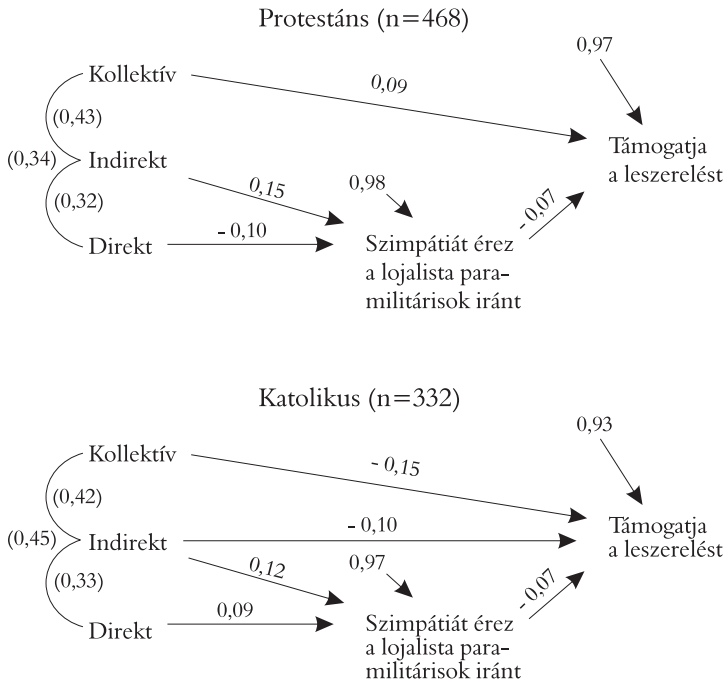 Protestáns (n=468)
0,97
Kollektív
0,09
(0,43)
Támogatja
a leszerelést
(0,34)
Indirekt
0,15
0,98
- 0,07
(0,32)
- 0,10
Direkt
Szimpátiát érez
a lojalista para-
militárisok iránt
Katolikus (n=332)
0,93
Kollektív
- 0,15
(0,42)
- 0,10
Támogatja
a leszerelést
(0,45)
Indirekt
0,12
0,97
- 0,07
(0,33)
0,09
Direkt
Szimpátiát érez
a lojalista para-
militárisok iránt